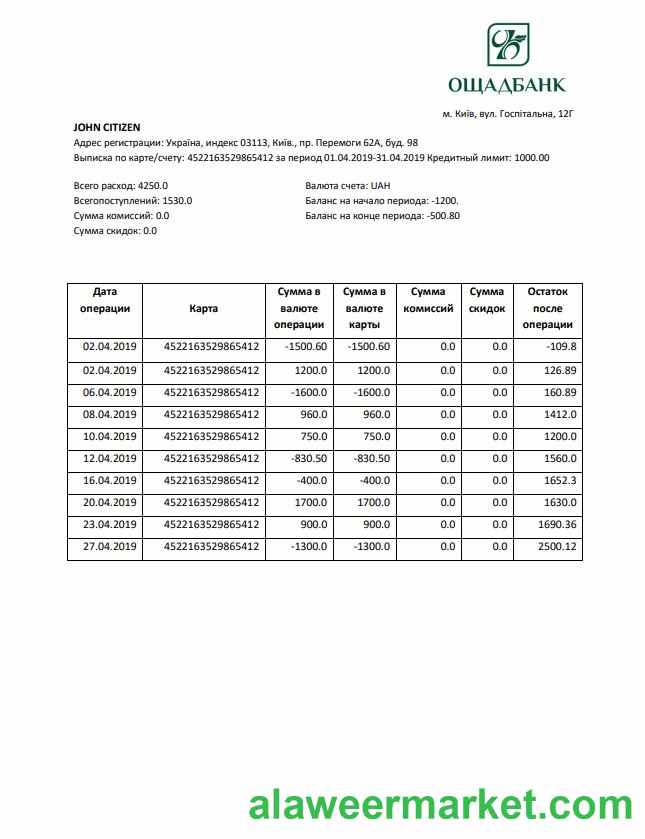 ОЩАДБАНК
м. Київ, вул. Госпітальна, 12Г
JOHN CITIZEN
Адрес регистрации: Україна, индекс 03113, Київ., пр. Перемоги 62А, буд. 98
Выписка по карте/счету: 4522163529865412 за период 01.04.2019-31.04.2019 Кредитный лимит: 1000.00
Всего расход: 4250.0 Валюта счета: UAH
Всегопоступлений: 1530.0 Баланс на начало периода: -1200.
Сумма комиссий: 0.0 Баланс на конце периода: -500.80
Сумма скидок: 0.0
Дата операции Карта Сумма в валюте операции Сумма в валюте карты Сумма комиссий Сумма скидок Остаток после операции
02.04.2019 4522163529865412 -1500.60 -1500.60 0.0 0.0 -109.8
02.04.2019 4522163529865412 1200.0 1200.0 0.0 0.0 126.89
06.04.2019 4522163529865412 -1600.0 -1600.0 0.0 0.0 160.89
08.04.2019 4522163529865412 960.0 960.0 0.0 0.0 1412.0
10.04.2019 4522163529865412 750.0 750.0 0.0 0.0 1200.0
12.04.2019 4522163529865412 -830.50 -830.50 0.0 0.0 1560.0
16.04.2019 4522163529865412 -400.0 -400.0 0.0 0.0 1652.3
20.04.2019 4522163529865412 1700.0 1700.0 0.0 0.0 1630.0
23.04.2019 4522163529865412 900.0 900.0 0.0 0.0 1690.36
27.04.2019 4522163529865412 -1300.0 -1300.0 0.0 0.0 2500.12
alaweermarket.com